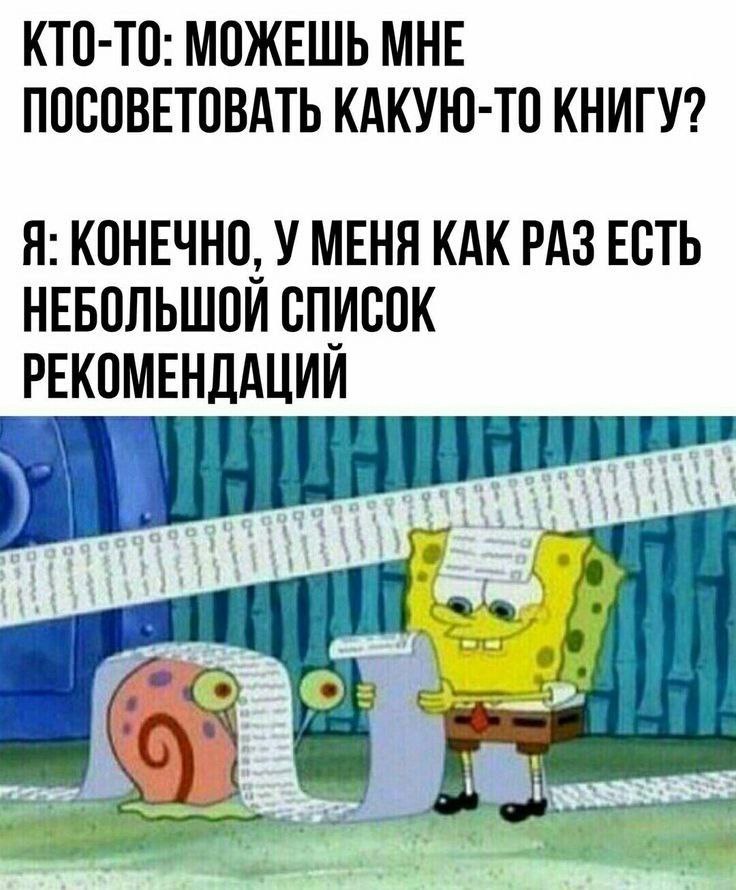 КТО-ТО: МОЖЕШЬ МНЕ
ПОСОВЕТОВАТЬ КАКУЮ-ТО КНИГУ?
Я: КОНЕЧНО, У МЕНЯ КАК РАЗ ЕСТЬ
НЕБОЛЬШОЙ СПИСОК
РЕКОМЕНДАЦИЙ